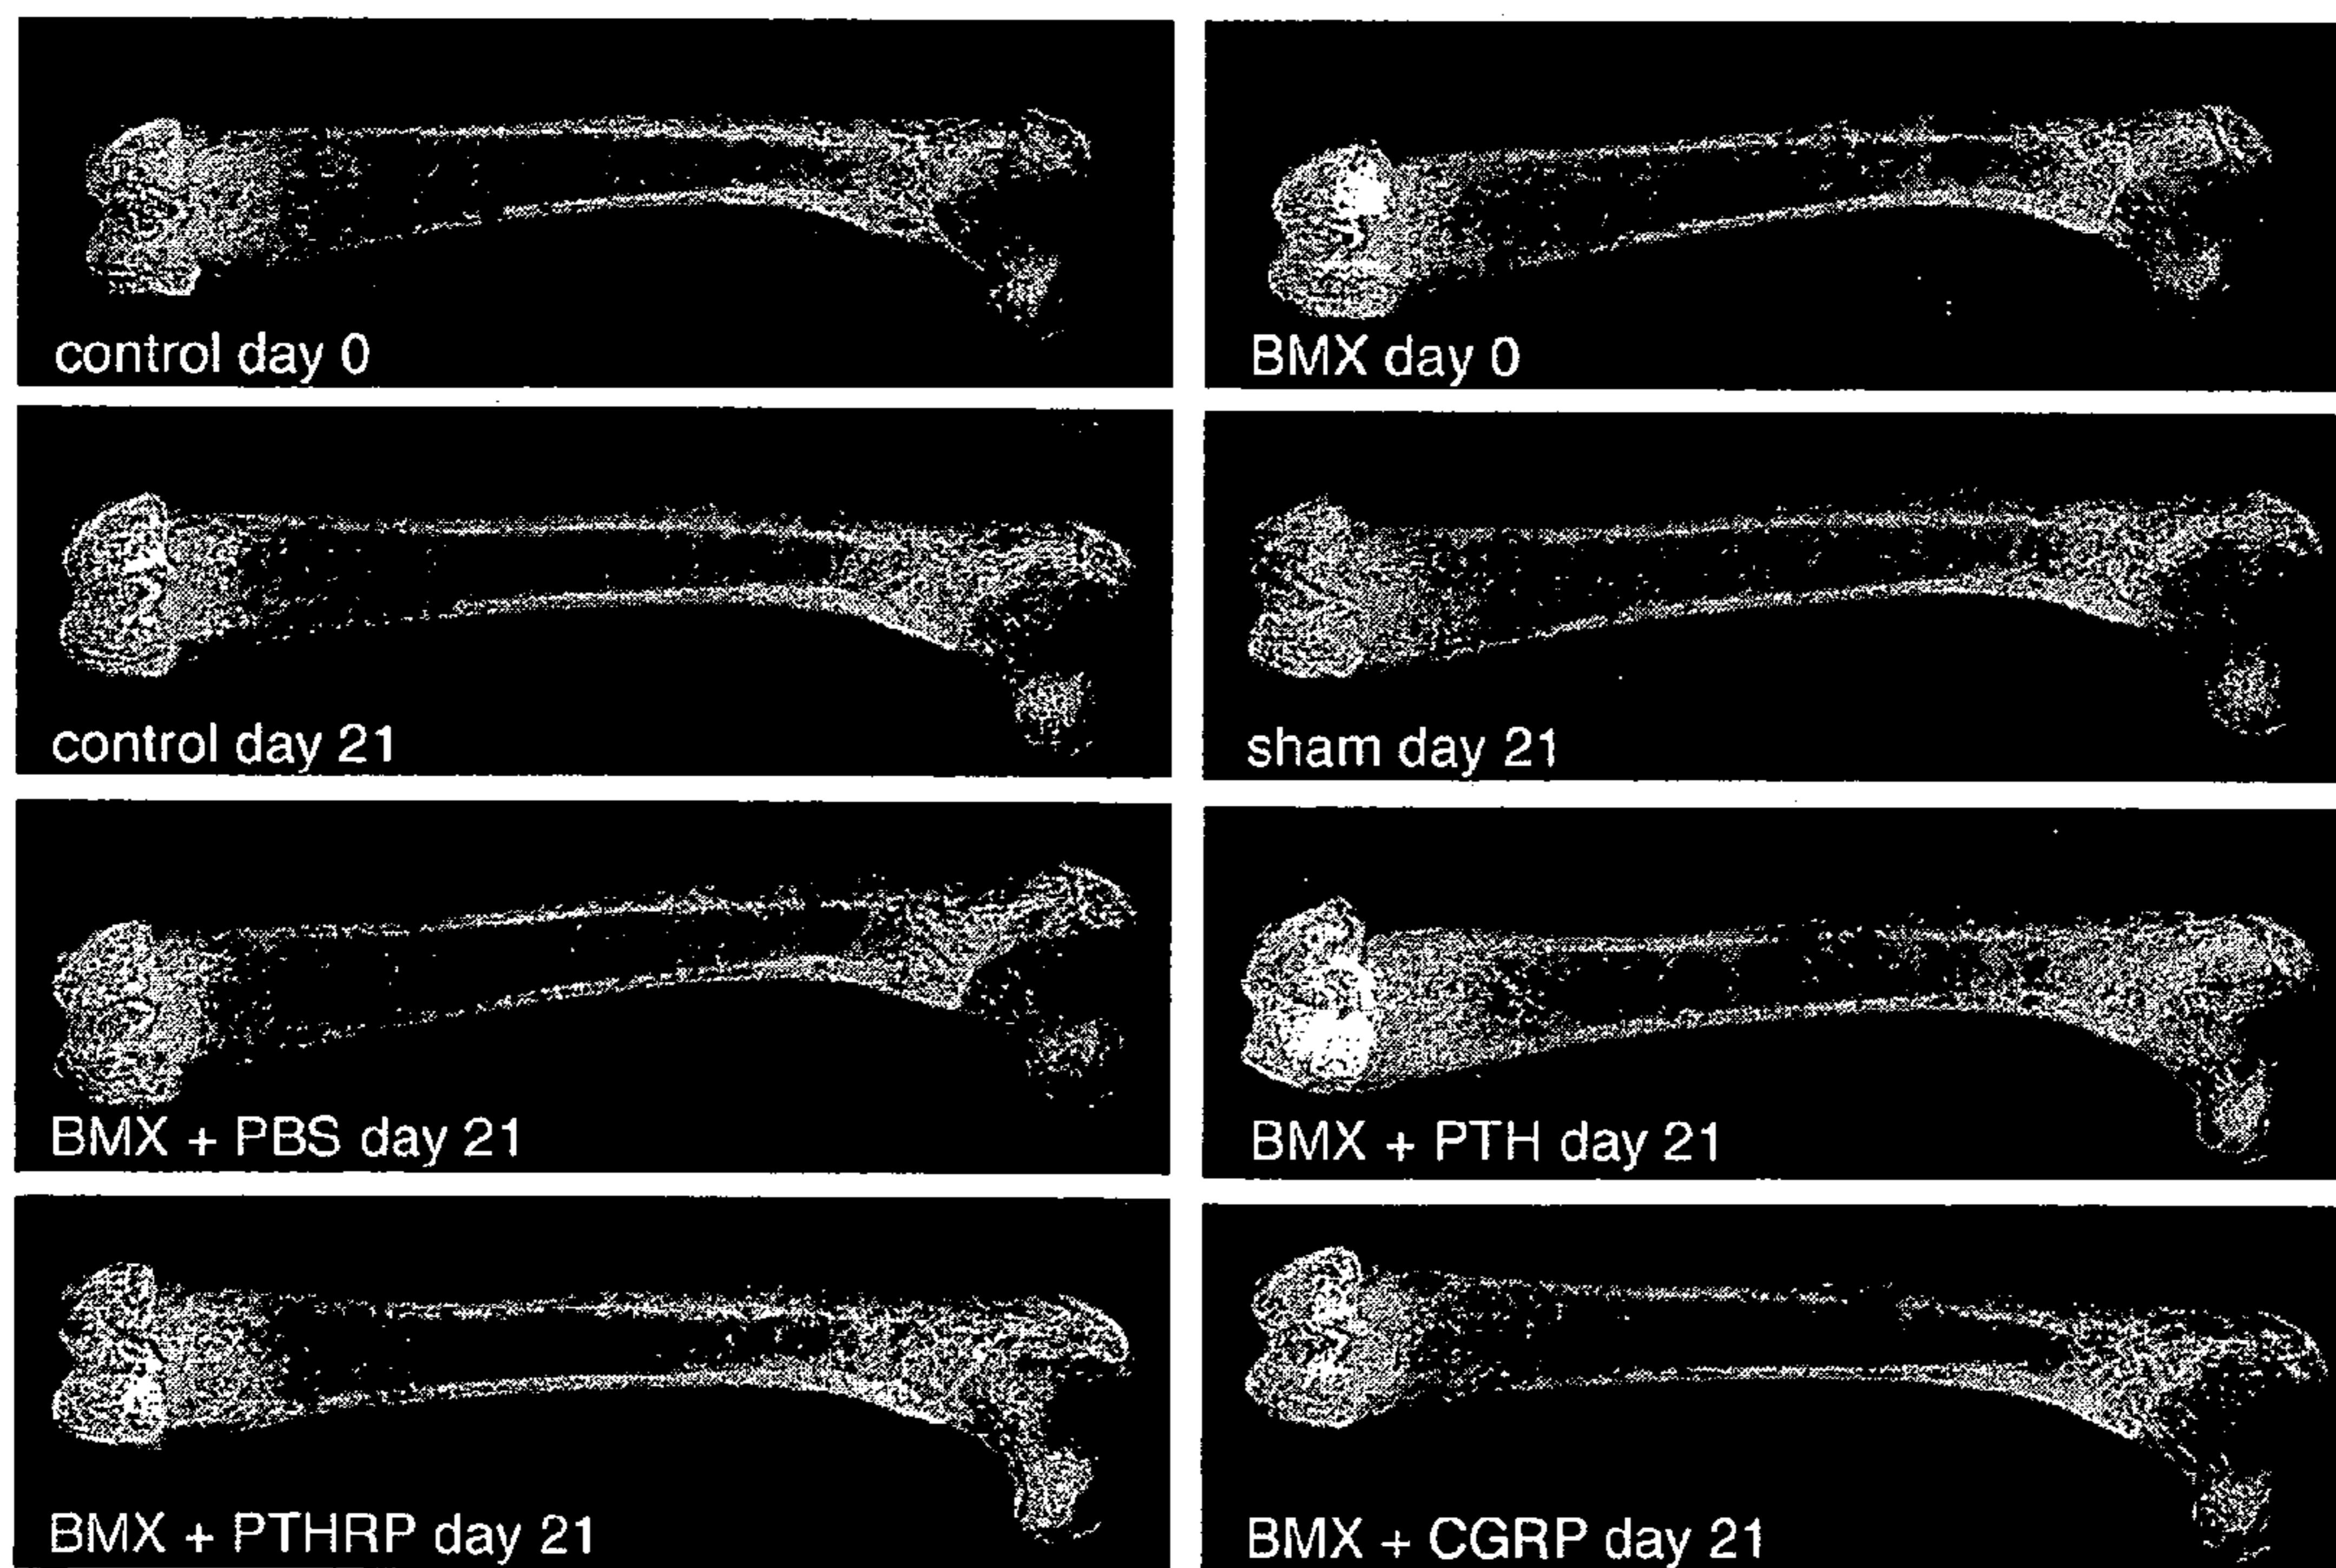 control day 0
BMX day 0
control day 21
sham day 21
BMX + PBS day 21
BMX + PTH day 21
BMX + PTHRP day 21
BMX + CGRP day 21